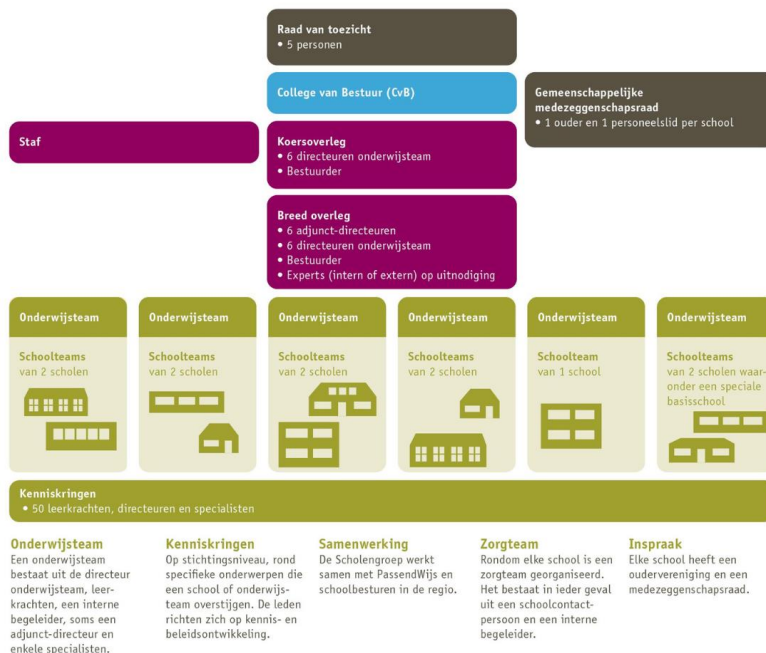 Raad van toezicht
• 5 personen
College van Bestuur (CvB)
Gemeenschappelijke
medezeggenschapsraad
• 1 ouder en 1 personeelslid per school
Staf
Koersoverleg
• 6 directeuren onderwijsteam
• Bestuurder
Breed overleg
• 6 adjunct-directeuren
• 6 directeuren onderwijsteam
• Bestuurder
• Experts (intern of extern) op uitnodiging
Onderwijsteam
Schoolteams
van 2 scholen
Onderwijsteam
Schoolteams
van 2 scholen
Onderwijsteam
Schoolteams
van 2 scholen
Onderwijsteam
Schoolteams
van 2 scholen
Onderwijsteam
Schoolteam
van 1 school
Onderwijsteam
Schoolteams
van 2 scholen waar-
onder een speciale
basisschool
Kenniskringen
• 50 leerkrachten, directeuren en specialisten
Onderwijsteam
Een onderwijsteam
bestaat uit de directeur
onderwijsteam, leer-
krachten, een interne
begeleider, soms een
adjunct-directeur en
enkele specialisten.
Kenniskringen
Op stichtingsniveau, rond
specifieke onderwerpen die
een school of onderwijs-
team overstijgen. De leden
richten zich op kennis- en
beleidsontwikkeling.
Samenwerking
De Scholengroep werkt
samen met PassendWijs en
schoolbesturen in de regio.
Zorgteam
Rondom elke school is een
zorgteam georganiseerd.
Het bestaat in ieder geval
uit een schoolcontact-
persoon en een interne
begeleider.
Inspraak
Elke school heeft een
oudervereniging en een
medezeggenschapsraad.